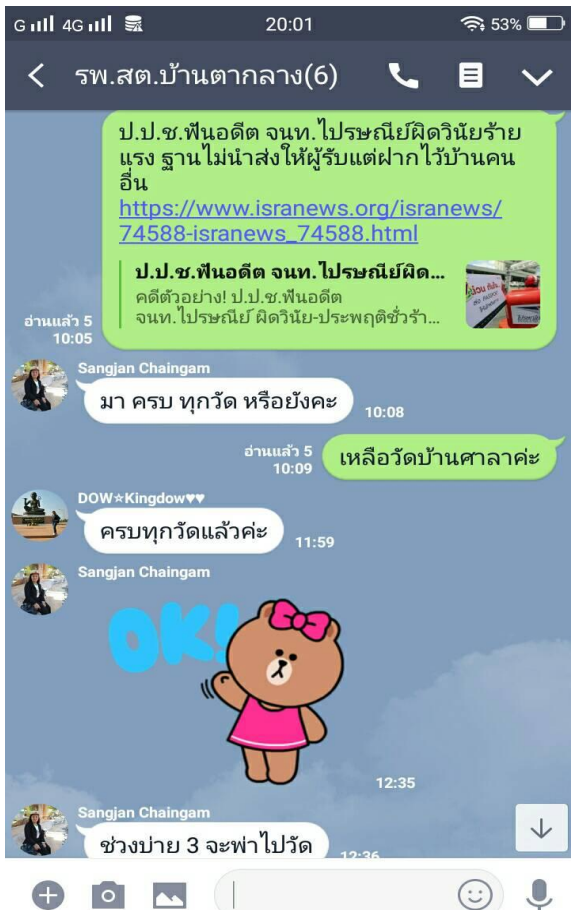 G 4G 20:01 53%
รพ.สต.บ้านตากลาง(6)
ป.ป.ช.ฟันอดีต จนท.ไปรษณีย์ผิดวินัยร้าย
แรง ฐานไม่นำส่งให้ผู้รับแต่ฝากไว้บ้านคน
อื่น
https://www.isranews.org/isranews/
74588-isranews_74588.html
ป.ป.ช.ฟันอดีต จนท.ไปรษณีย์ผิด...
คดีตัวอย่าง! ป.ป.ช.ฟันอดีต
จนท.ไปรษณีย์ ผิดวินัย-ประพฤติชั่วร้า...
อ่านแล้ว 5
10:05
Sangjan Chaingam
มา ครบ ทุกวัด หรือยังคะ
10:08
อ่านแล้ว 5
10:09
เหลือวัดบ้านศาลาค่ะ
DOW☆Kingdow♥♥
ครบทุกวัดแล้วค่ะ
11:59
Sangjan Chaingam
OK!
12:35
Sangjan Chaingam
ช่วงบ่าย 3 จะพาไปวัด
12:36